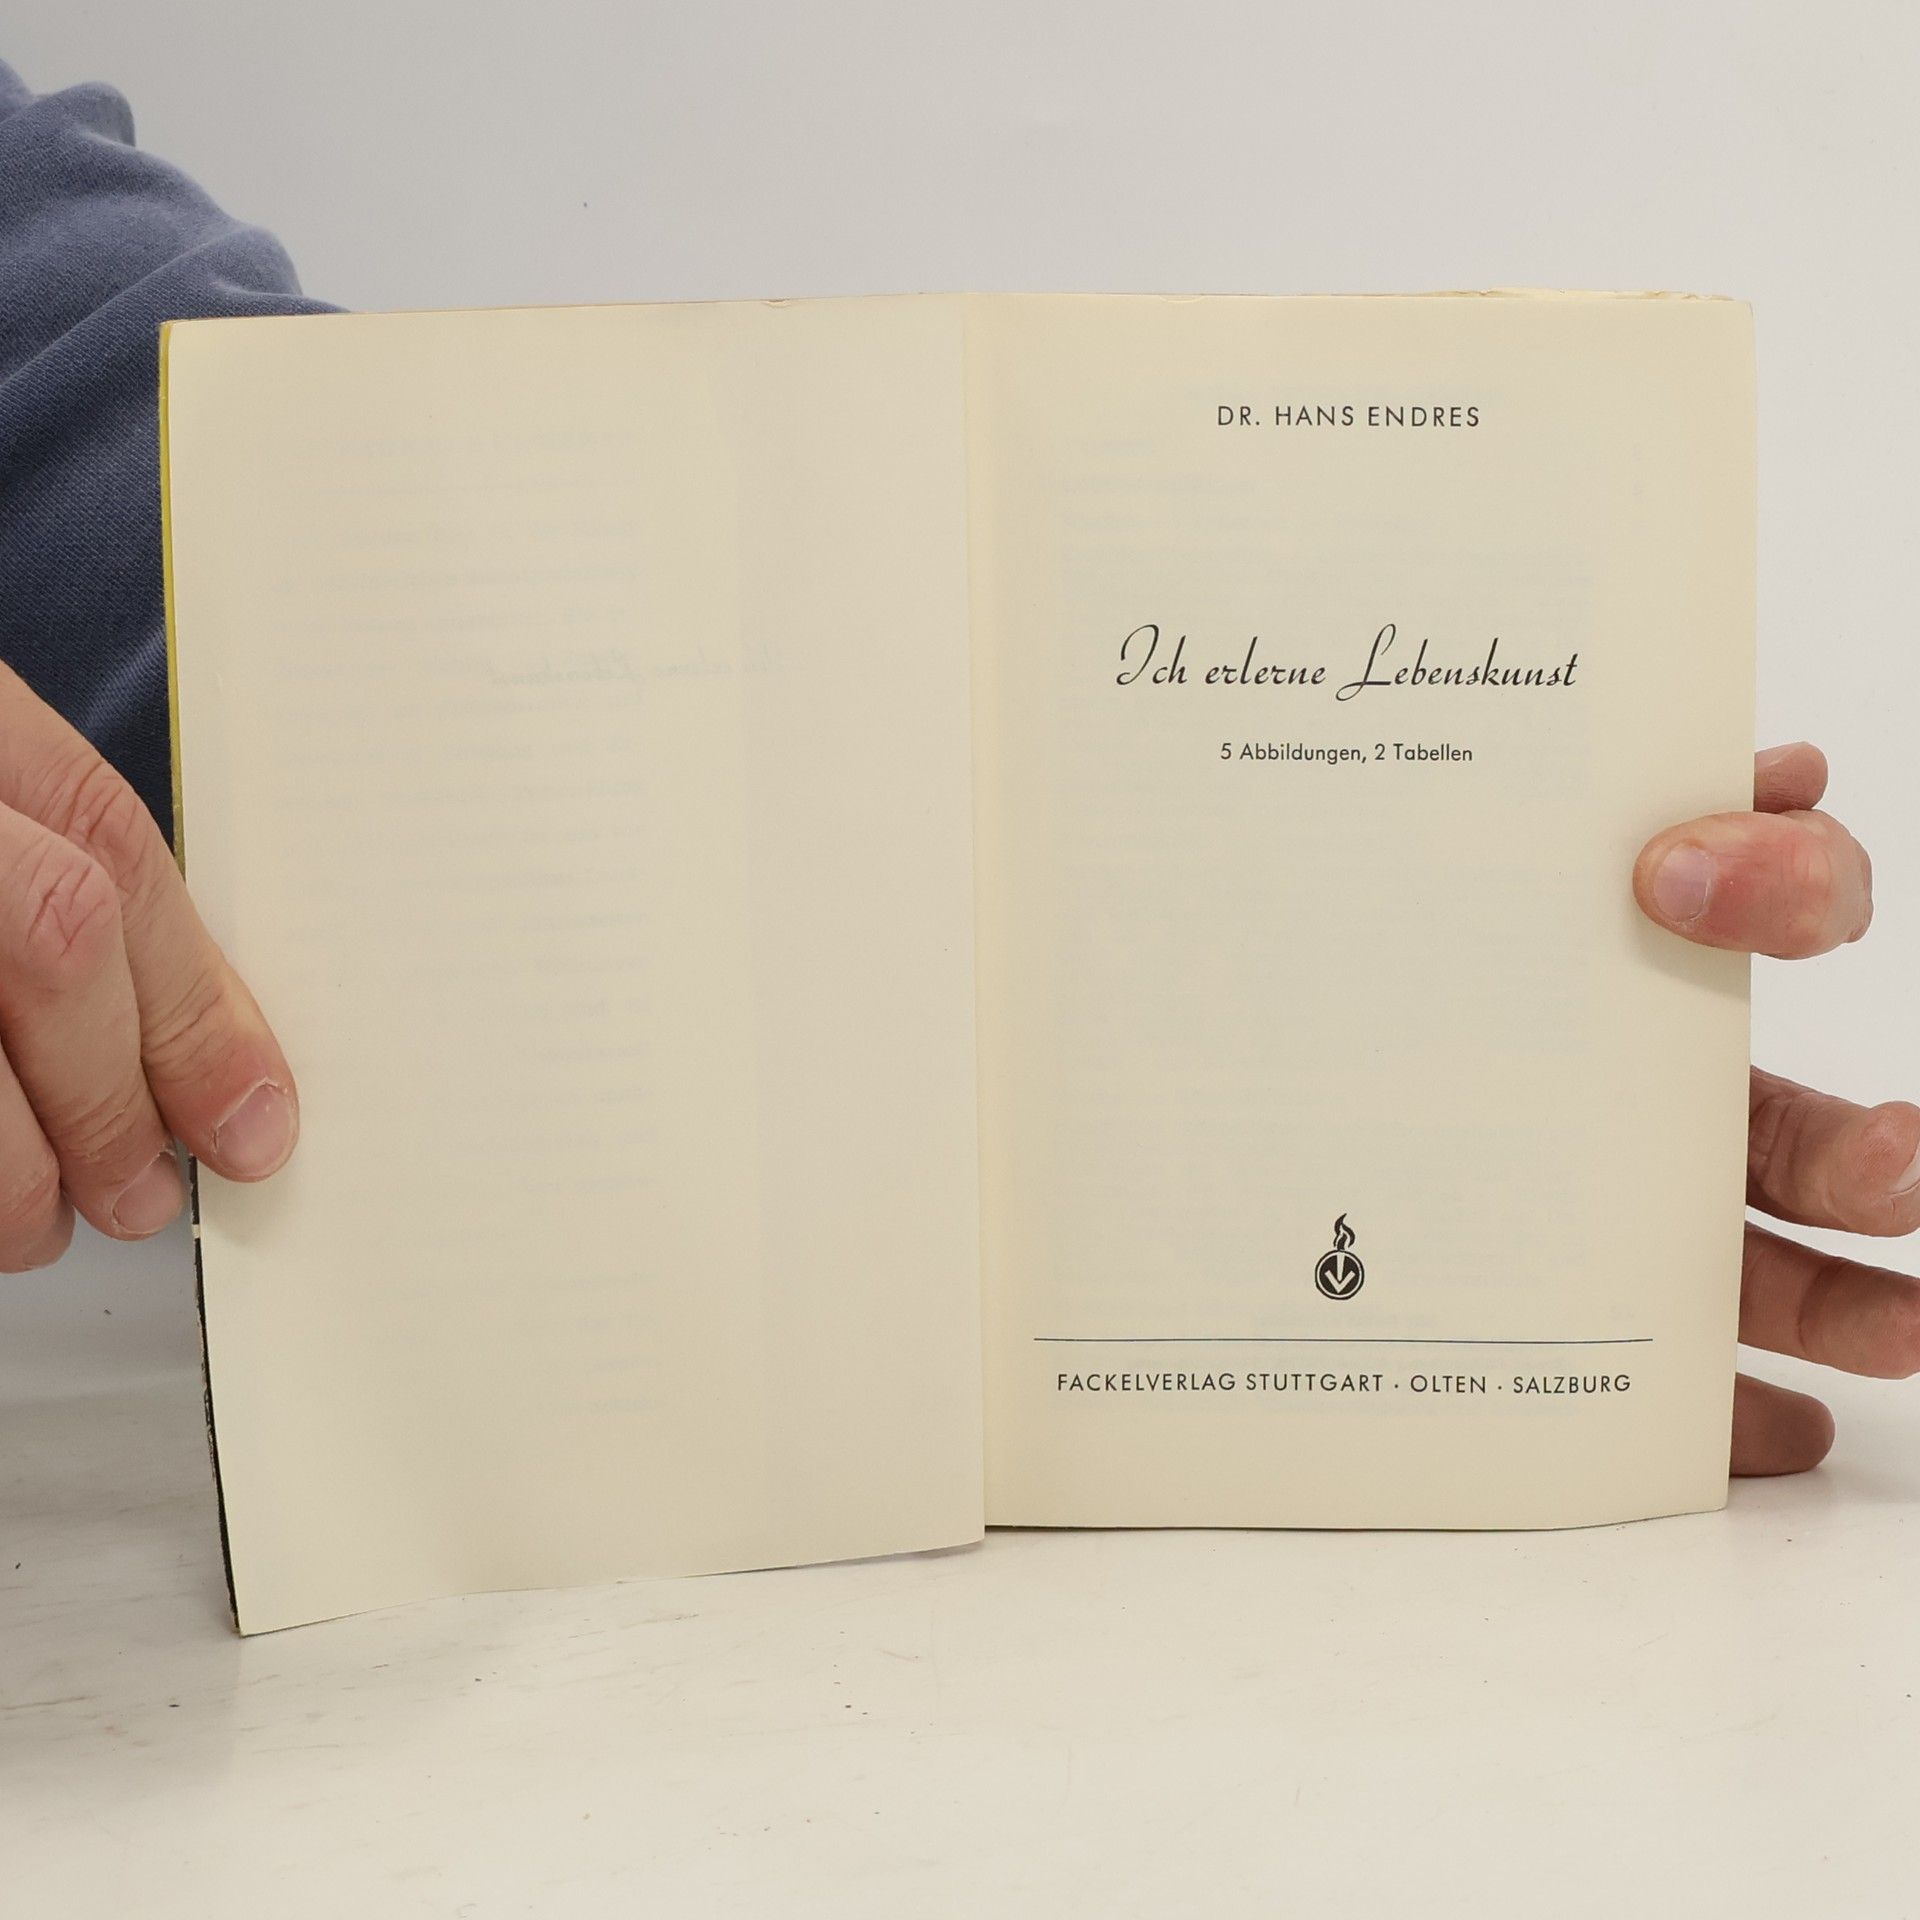 DR. HANS ENDRES
Ich erlerne Lebenskunst
5 Abbildungen, 2 Tabellen
FACKELVERLAG STUTTGART · OLTEN · SALZBURG